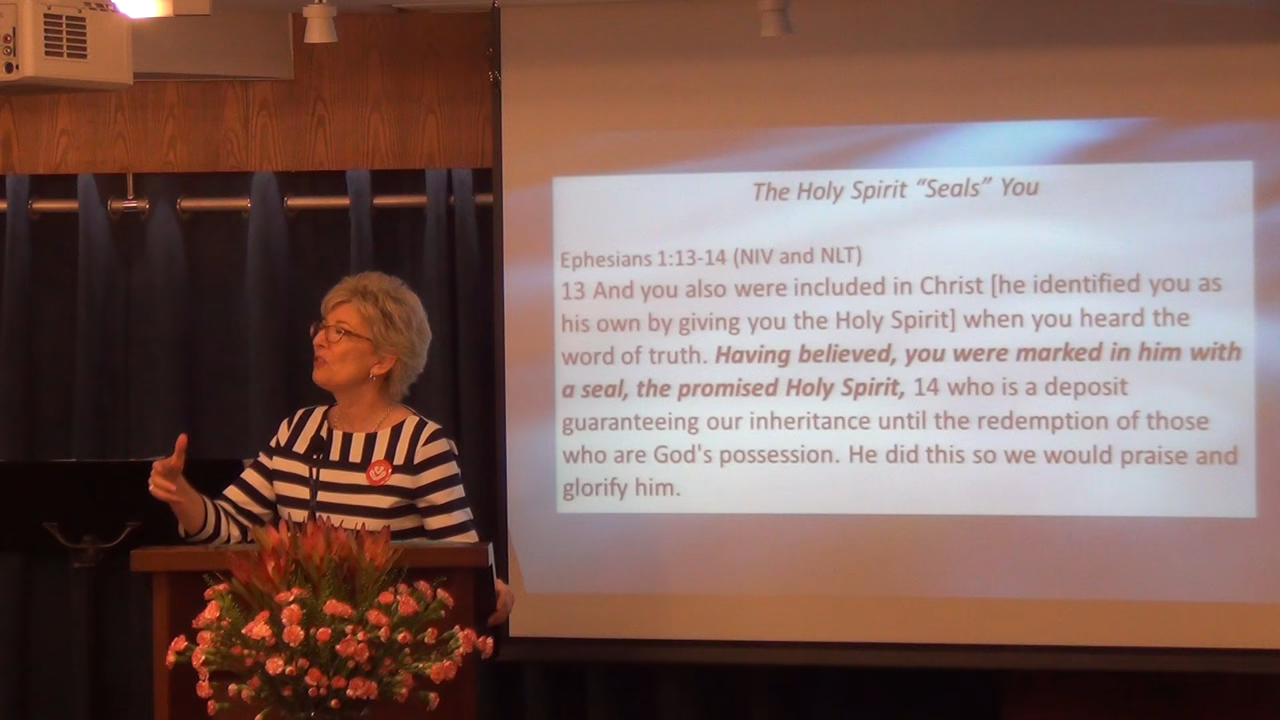 The Holy Spirit “Seals” You
Ephesians 1:13-14 (NIV and NLT)
13 And you also were included in Christ [he identified you as
his own by giving you the Holy Spirit] when you heard the
word of truth. Having believed, you were marked in him with
a seal, the promised Holy Spirit, 14 who is a deposit
guaranteeing our inheritance until the redemption of those
who are God's possession. He did this so we would praise and
glorify him.